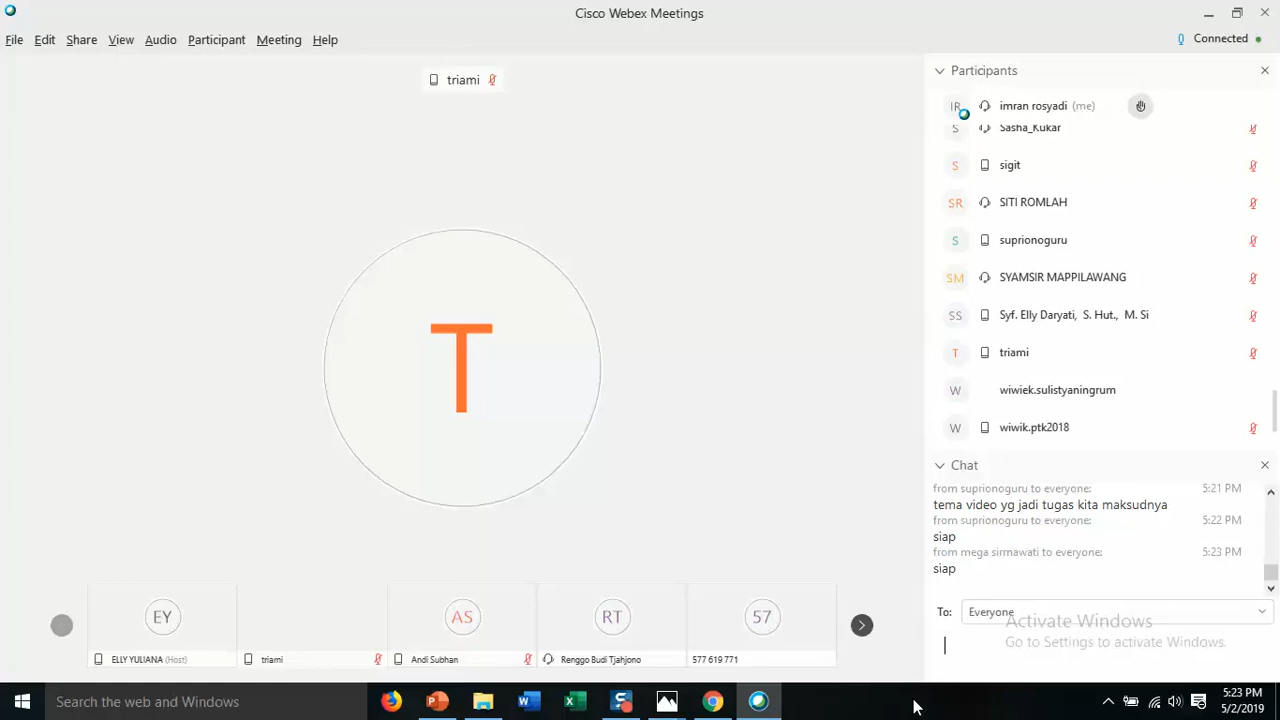 Cisco Webex Meetings
File Edit Share View Audio Participant Meeting Help
Connected
triami
T
EY
ELLY YULIANA (Host)
triami
AS
Andi Subhan
RT
Renggo Budi Tjahjono
57
577 619 771
Participants
IR imran rosyadi (me)
S Sasha_Kukar
S sigit
SR SITI ROMLAH
S suprionoguru
SM SYAMSIR MAPPILAWANG
SS Syf. Elly Daryati, S. Hut., M. Si
T triami
W wiwiek.sulistyaningrum
W wiwik.ptk2018
Chat
from suprionoguru to everyone: 5:21 PM
tema video yg jadi tugas kita maksudnya
from suprionoguru to everyone: 5:22 PM
siap
from mega sirmawati to everyone: 5:23 PM
siap
To: Everyone
Activate Windows
Go to Settings to activate Windows.
Search the web and Windows
5:23 PM
5/2/2019